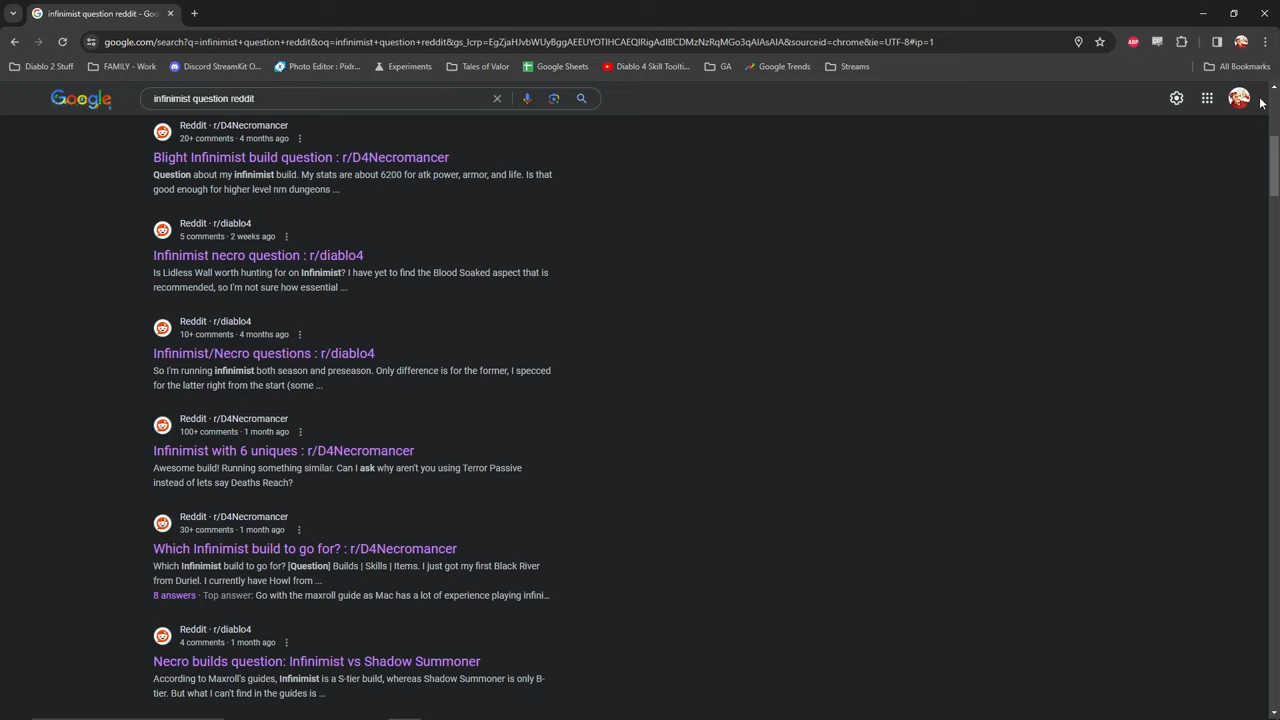 infinimist question reddit - Goo
google.com/search?q=infinimist+question+reddit&oq=infinimist+question+reddit&gs_lcrp=EgZjaHJvbWUyBggAEEUYOTIHCAEQIRigAdIBCDMzNzRqMGo3qAIAsAIA&sourceid=chrome&ie=UTF-8#ip=1
ABP
Diablo 2 Stuff
FAMILY - Work
Discord StreamKit O...
Photo Editor : Pixlr...
Experiments
Tales of Valor
Google Sheets
Diablo 4 Skill Toolti...
GA
Google Trends
Streams
All Bookmarks
Google
infinimist question reddit
Reddit · r/D4Necromancer
20+ comments · 4 months ago
Blight Infinimist build question : r/D4Necromancer
Question about my infinimist build. My stats are about 6200 for atk power, armor, and life. Is that
good enough for higher level nm dungeons ...
Reddit · r/diablo4
5 comments · 2 weeks ago
Infinimist necro question : r/diablo4
Is Lidless Wall worth hunting for on Infinimist? I have yet to find the Blood Soaked aspect that is
recommended, so I'm not sure how essential ...
Reddit · r/diablo4
10+ comments · 4 months ago
Infinimist/Necro questions : r/diablo4
So I'm running infinimist both season and preseason. Only difference is for the former, I specced
for the latter right from the start (some ...
Reddit · r/D4Necromancer
100+ comments · 1 month ago
Infinimist with 6 uniques : r/D4Necromancer
Awesome build! Running something similar. Can I ask why aren't you using Terror Passive
instead of lets say Deaths Reach?
Reddit · r/D4Necromancer
30+ comments · 1 month ago
Which Infinimist build to go for? : r/D4Necromancer
Which Infinimist build to go for? [Question] Builds | Skills | Items. I just got my first Black River
from Duriel. I currently have Howl from ...
8 answers · Top answer: Go with the maxroll guide as Mac has a lot of experience playing infini...
Reddit · r/diablo4
4 comments · 1 month ago
Necro builds question: Infinimist vs Shadow Summoner
According to Maxroll's guides, Infinimist is a S-tier build, whereas Shadow Summoner is only B-
tier. But what I can't find in the guides is ...